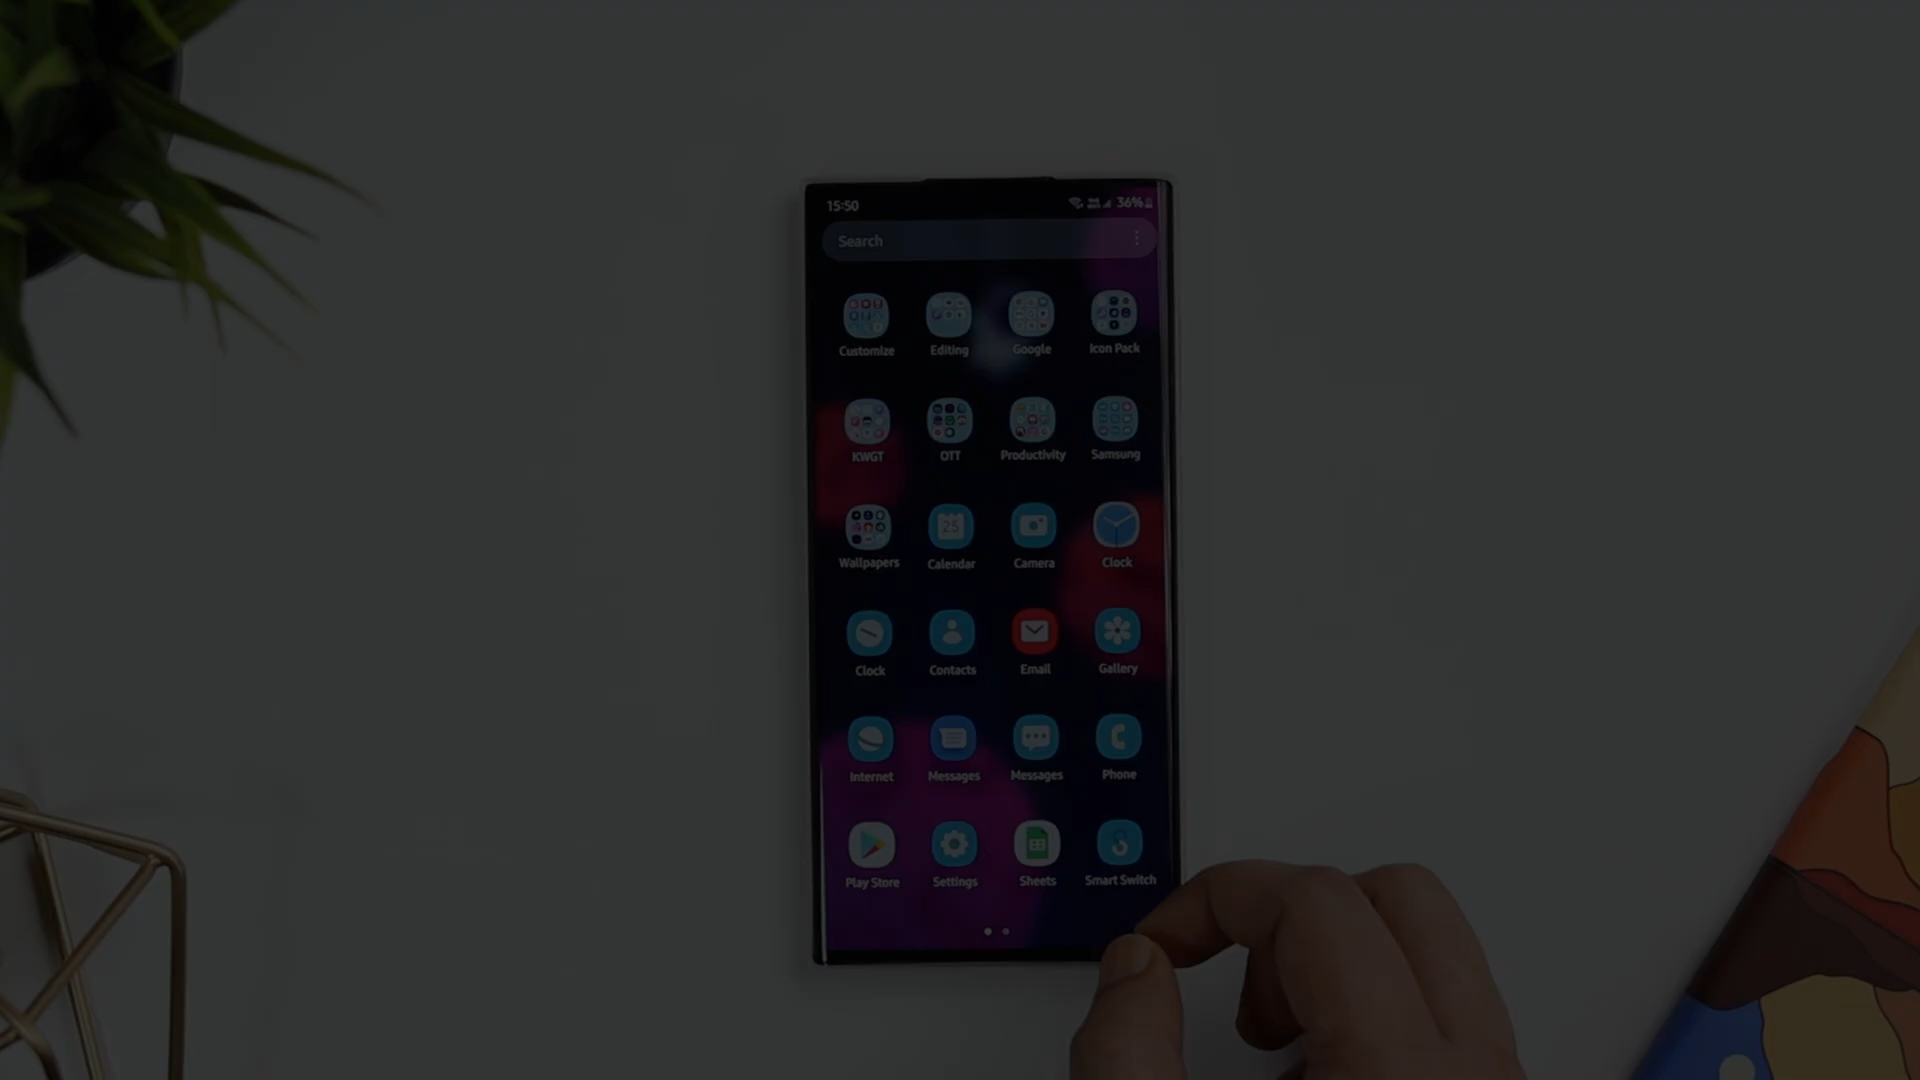 15:50 36%
Search
Customize Editing Google Icon Pack
KWGT OTT Productivity Samsung
25
Wallpapers Calendar Camera Clock
Clock Contacts Email Gallery
Internet Messages Messages Phone
Play Store Settings Sheets Smart Switch